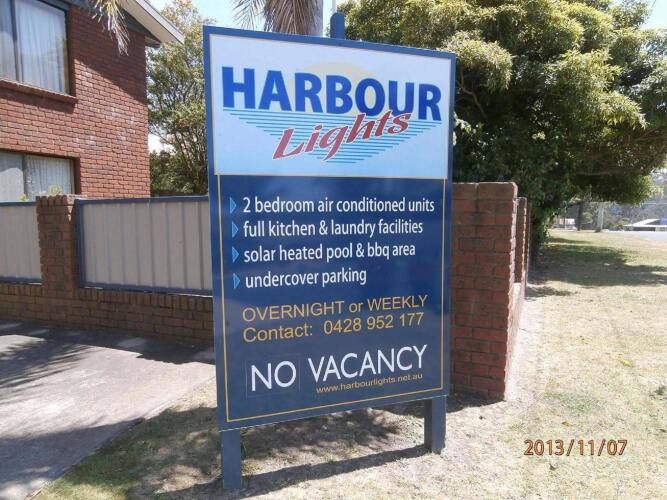 HARBOUR
Lights
2 bedroom air conditioned units
full kitchen & laundry facilities
solar heated pool & bbq area
undercover parking
OVERNIGHT or WEEKLY
Contact: 0428 952 177
NO VACANCY
www.harbourlights.net.au
2013/11/07